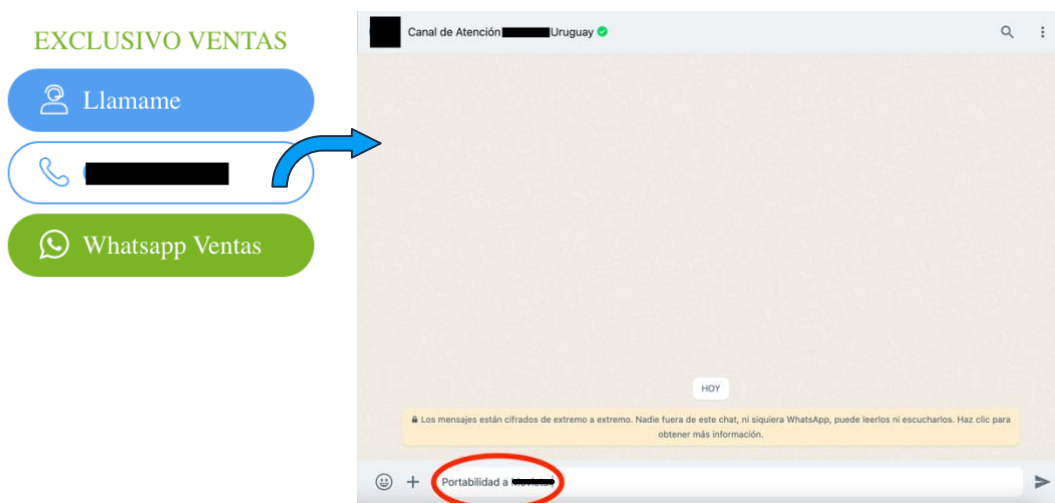 EXCLUSIVO VENTAS
Llamame
Whatsapp Ventas
Canal de Atención Uruguay
HOY
Los mensajes están cifrados de extremo a extremo. Nadie fuera de este chat, ni siquiera WhatsApp, puede leerlos ni escucharlos. Haz clic para
obtener más información.
Portabilidad a